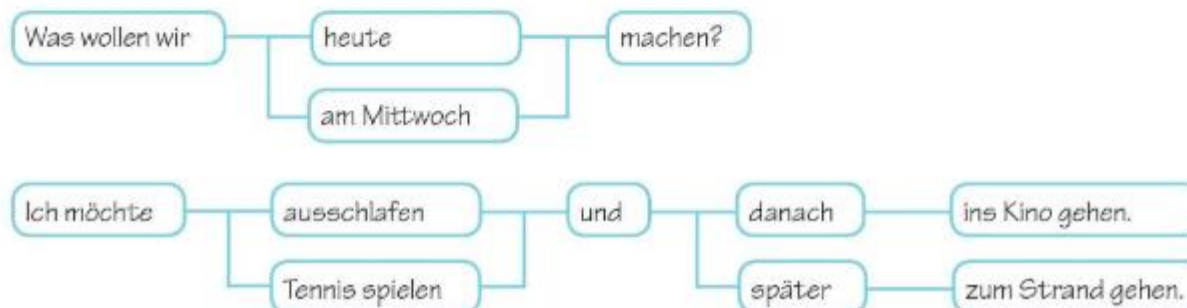 Was wollen wir heute machen?
am Mittwoch
Ich möchte ausschlafen und danach ins Kino gehen.
Tennis spielen später zum Strand gehen.